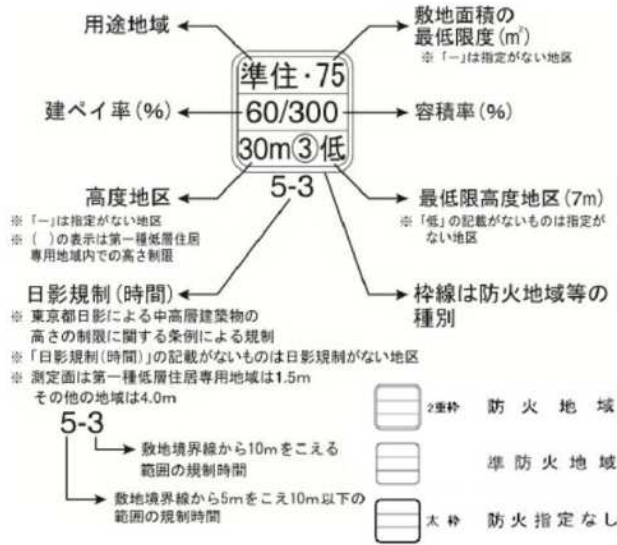 用途地域
敷地面積の
最低限度(㎡)
※「ー」は指定がない地区
準住・75
建ペイ率(%)
60/300
容積率(%)
30m③低
5-3
高度地区
※「ー」は指定がない地区
※( )の表示は第一種低層住居
専用地域内での高さ制限
最低限高度地区(7m)
※「低」の記載がないものは指定が
ない地区
日影規制(時間)
※ 東京都日影による中高層建築物の
高さの制限に関する条例による規制
※「日影規制(時間)」の記載がないものは日影規制がない地区
※ 測定面は第一種低層住居専用地域は1.5m
その他の地域は4.0m
枠線は防火地域等の
種別
5-3
敷地境界線から10mをこえる
範囲の規制時間
敷地境界線から5mをこえ10m以下の
範囲の規制時間
2重枠 防火地域
準防火地域
太枠 防火指定なし